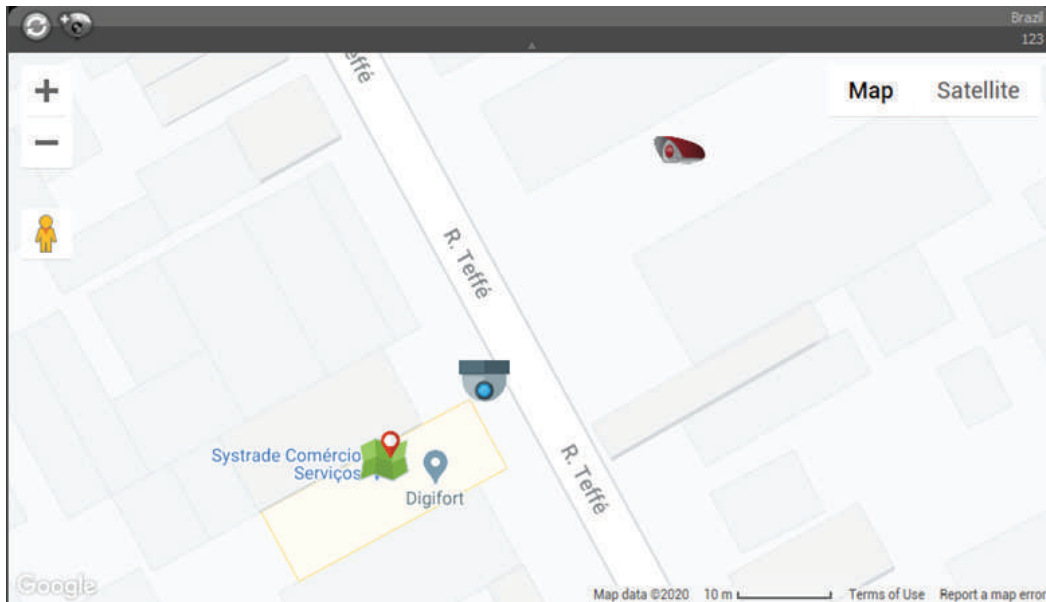 Brazil
123
+
−
Map Satellite
effé
R. Teffé
Systrade Comércio
Serviços
Digifort
R. Teffé
Google
Map data ©2020 10 m Terms of Use Report a map error